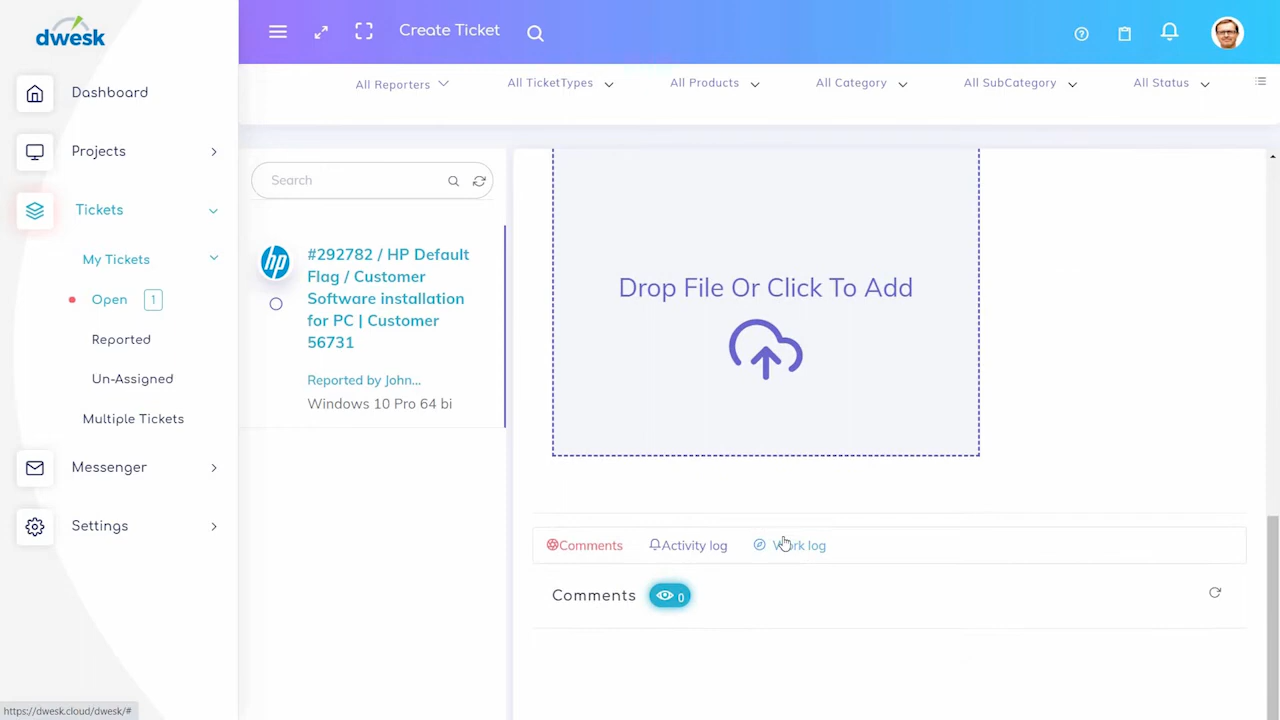 dwesk
Create Ticket
Dashboard
Projects
Tickets
My Tickets
Open 1
Reported
Un-Assigned
Multiple Tickets
Messenger
Settings
All Reporters
All TicketTypes
All Products
All Category
All SubCategory
All Status
Search
hp
#292782 / HP Default
Flag / Customer
Software installation
for PC | Customer
56731
Reported by John...
Windows 10 Pro 64 bi
Drop File Or Click To Add
Comments
Activity log
Work log
Comments 0
https://dwesk.cloud/dwesk/#